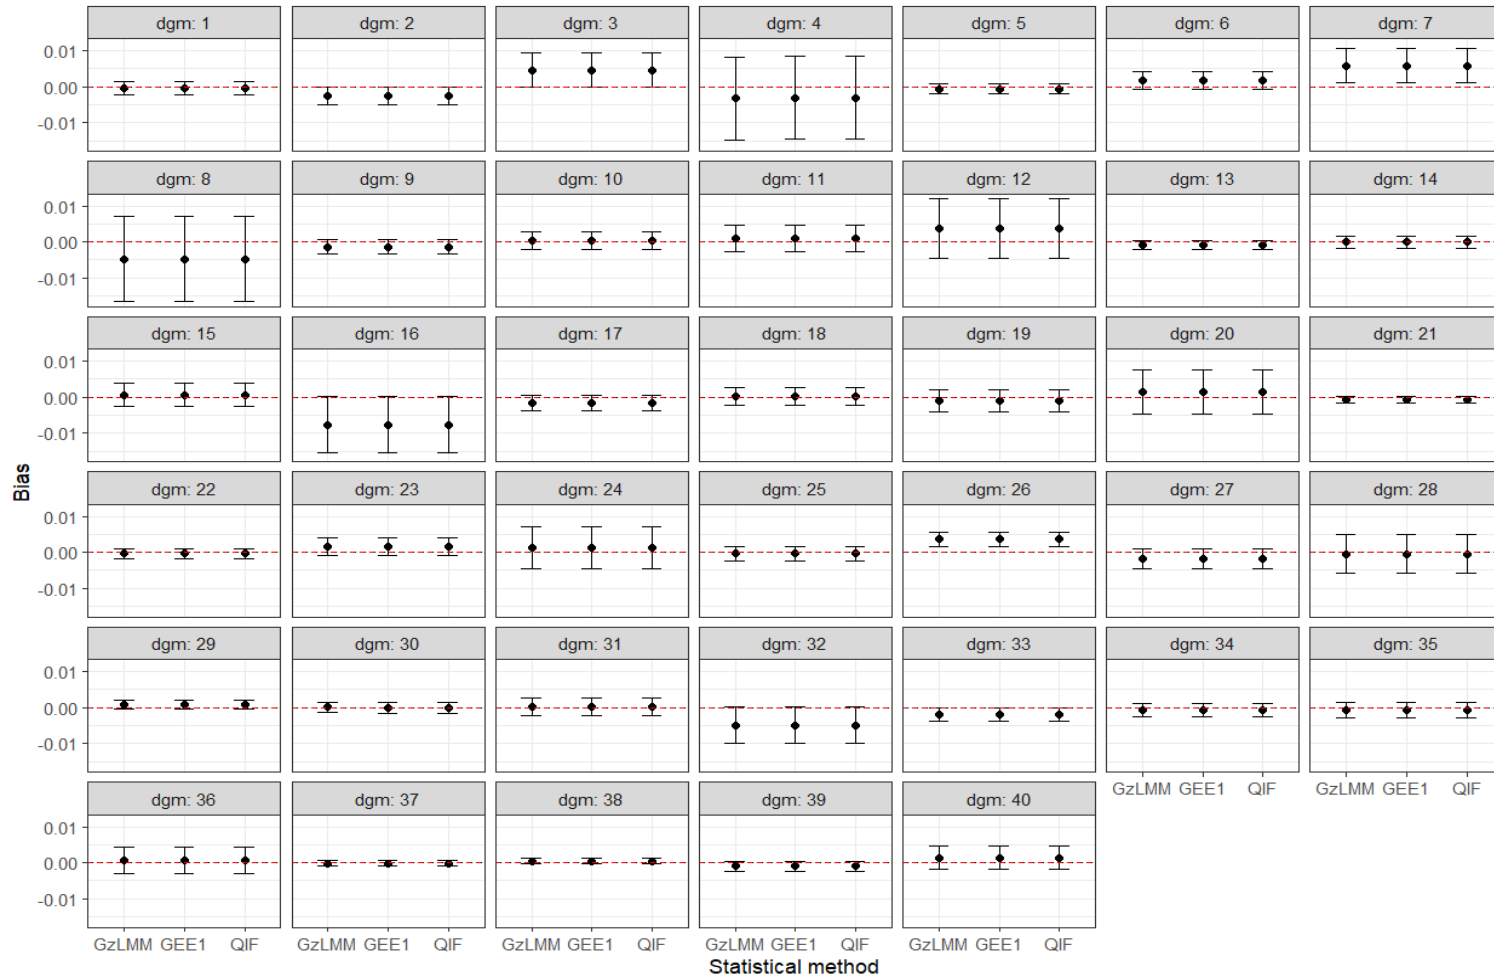 dgm: 1 dgm: 2 dgm: 3 dgm: 4 dgm: 5 dgm: 6 dgm: 7
0.01
0.00
-0.01
dgm: 8 dgm: 9 dgm: 10 dgm: 11 dgm: 12 dgm: 13 dgm: 14
0.01
0.00
-0.01
dgm: 15 dgm: 16 dgm: 17 dgm: 18 dgm: 19 dgm: 20 dgm: 21
0.01
0.00
-0.01
Bias
dgm: 22 dgm: 23 dgm: 24 dgm: 25 dgm: 26 dgm: 27 dgm: 28
0.01
0.00
-0.01
dgm: 29 dgm: 30 dgm: 31 dgm: 32 dgm: 33 dgm: 34 dgm: 35
0.01
0.00
-0.01
GzLMM GEE1 QIF GzLMM GEE1 QIF
dgm: 36 dgm: 37 dgm: 38 dgm: 39 dgm: 40
0.01
0.00
-0.01
GzLMM GEE1 QIF GzLMM GEE1 QIF GzLMM GEE1 QIF GzLMM GEE1 QIF GzLMM GEE1 QIF
Statistical method